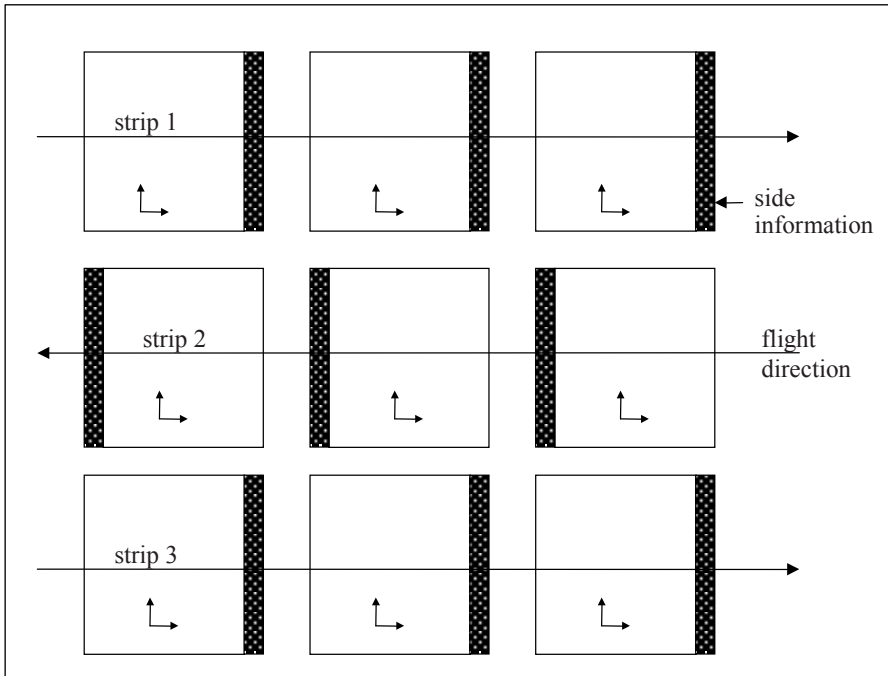 strip 1
side
information
strip 2
flight
direction
strip 3